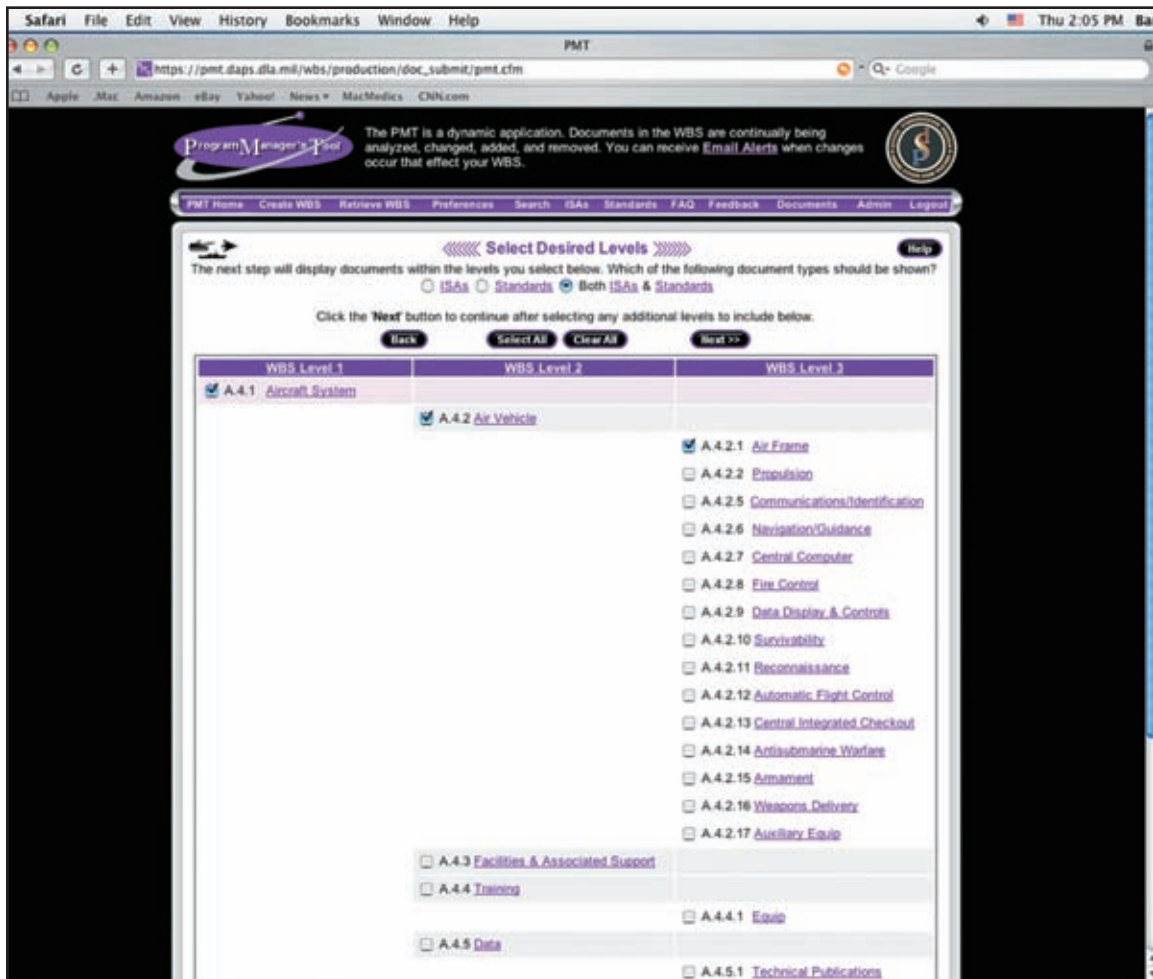 Safari File Edit View History Bookmarks Window Help Thu 2:05 PM Ba
PMT
https://pmt.daps.dla.mil/wbs/production/doc_submit/pmt.cfm Q- Google
Apple .Mac Amazon eBay Yahoo! News MacMedics CNN.com
Program Manager's Tool
The PMT is a dynamic application. Documents in the WBS are continually being
analyzed, changed, added, and removed. You can receive Email Alerts when changes
occur that effect your WBS.
PMT Home Create WBS Retrieve WBS Preferences Search ISAs Standards FAQ Feedback Documents Admin Logout
Select Desired Levels Help
The next step will display documents within the levels you select below. Which of the following document types should be shown?
ISAs Standards Both ISAs & Standards
Click the 'Next' button to continue after selecting any additional levels to include below.
Back Select All Clear All Next >>
WBS Level 1 WBS Level 2 WBS Level 3
A.4.1 Aircraft System
A.4.2 Air Vehicle
A.4.2.1 Air Frame
A.4.2.2 Propulsion
A.4.2.5 Communications/Identification
A.4.2.6 Navigation/Guidance
A.4.2.7 Central Computer
A.4.2.8 Fire Control
A.4.2.9 Data Display & Controls
A.4.2.10 Survivability
A.4.2.11 Reconnaissance
A.4.2.12 Automatic Flight Control
A.4.2.13 Central Integrated Checkout
A.4.2.14 Antisubmarine Warfare
A.4.2.15 Armament
A.4.2.16 Weapons Delivery
A.4.2.17 Auxiliary Equip
A.4.3 Facilities & Associated Support
A.4.4 Training
A.4.4.1 Equip
A.4.5 Data
A.4.5.1 Technical Publications